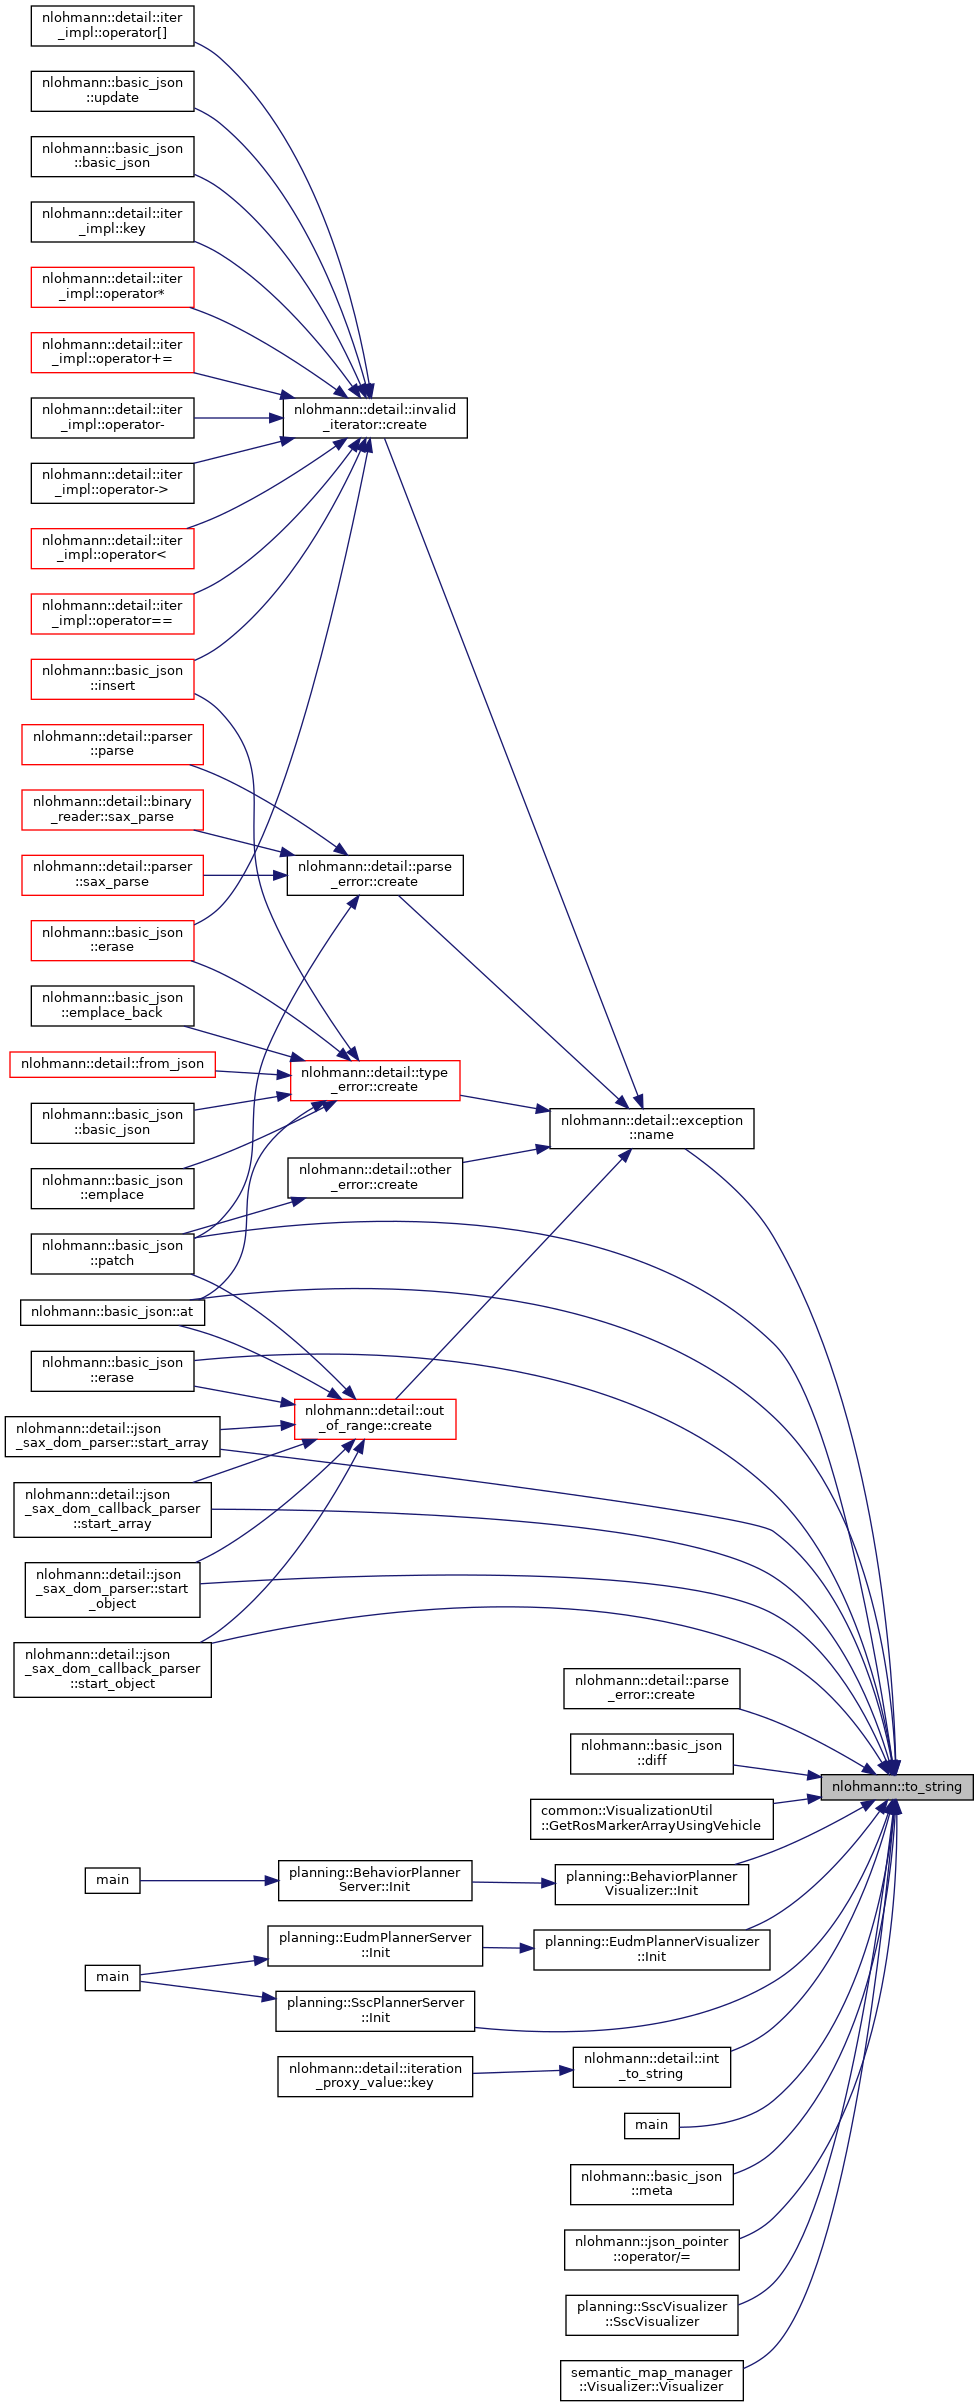 nlohmann::detail::iter
_impl::operator[]
nlohmann::basic_json
::update
nlohmann::basic_json
::basic_json
nlohmann::detail::iter
_impl::key
nlohmann::detail::iter
_impl::operator*
nlohmann::detail::iter
_impl::operator+=
nlohmann::detail::iter
_impl::operator-
nlohmann::detail::invalid
_iterator::create
nlohmann::detail::iter
_impl::operator->
nlohmann::detail::iter
_impl::operator<
nlohmann::detail::iter
_impl::operator==
nlohmann::basic_json
::insert
nlohmann::detail::parser
::parse
nlohmann::detail::binary
_reader::sax_parse
nlohmann::detail::parser
::sax_parse
nlohmann::detail::parse
_error::create
nlohmann::basic_json
::erase
nlohmann::basic_json
::emplace_back
nlohmann::detail::from_json
nlohmann::detail::type
_error::create
nlohmann::basic_json
::basic_json
nlohmann::detail::exception
::name
nlohmann::basic_json
::emplace
nlohmann::detail::other
_error::create
nlohmann::basic_json
::patch
nlohmann::basic_json::at
nlohmann::basic_json
::erase
nlohmann::detail::out
_of_range::create
nlohmann::detail::json
_sax_dom_parser::start_array
nlohmann::detail::json
_sax_dom_callback_parser
::start_array
nlohmann::detail::json
_sax_dom_parser::start
_object
nlohmann::detail::json
_sax_dom_callback_parser
::start_object
nlohmann::detail::parse
_error::create
nlohmann::basic_json
::diff
nlohmann::to_string
common::VisualizationUtil
::GetRosMarkerArrayUsingVehicle
main
planning::BehaviorPlanner
Server::Init
planning::BehaviorPlanner
Visualizer::Init
planning::EudmPlannerServer
::Init
planning::EudmPlannerVisualizer
::Init
main
planning::SscPlannerServer
::Init
nlohmann::detail::iteration
_proxy_value::key
nlohmann::detail::int
_to_string
main
nlohmann::basic_json
::meta
nlohmann::json_pointer
::operator/=
planning::SscVisualizer
::SscVisualizer
semantic_map_manager
::Visualizer::Visualizer